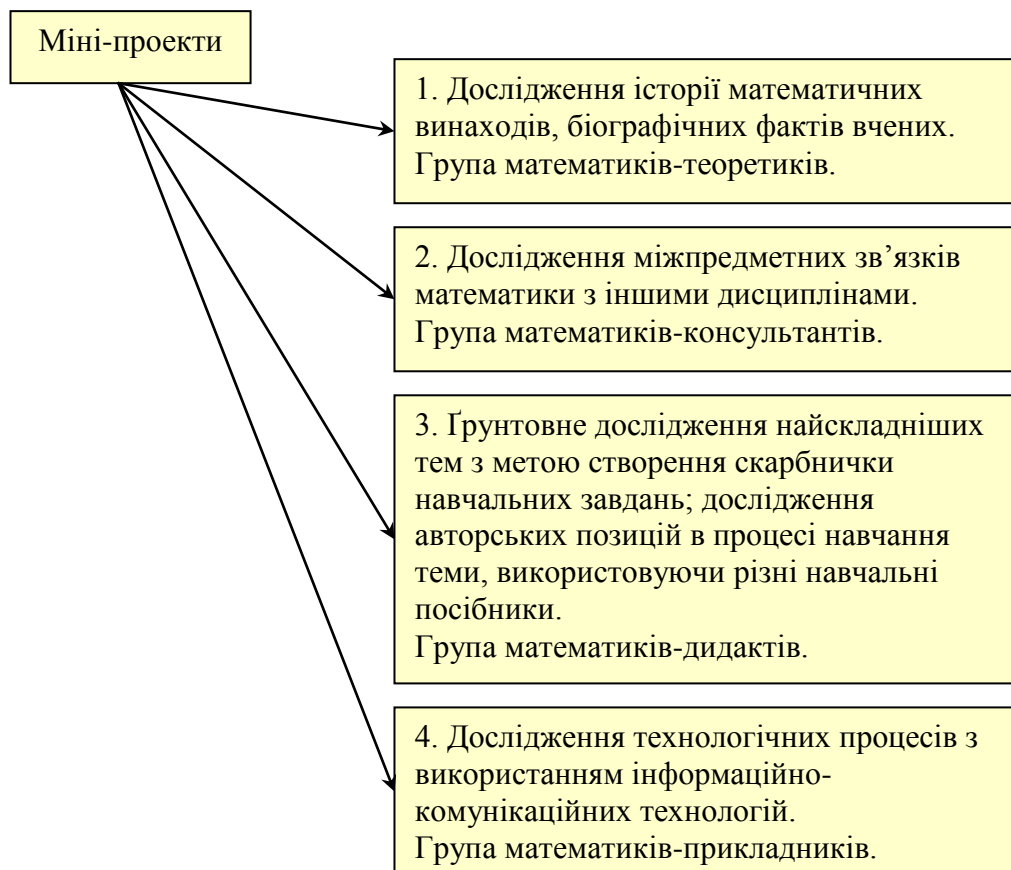 Міні-проекти
1. Дослідження історії математичних
винаходів, біографічних фактів вчених.
Група математиків-теоретиків.
2. Дослідження міжпредметних зв’язків
математики з іншими дисциплінами.
Група математиків-консультантів.
3. Ґрунтовне дослідження найскладніших
тем з метою створення скарбнички
навчальних завдань; дослідження
авторських позицій в процесі навчання
теми, використовуючи різні навчальні
посібники.
Група математиків-дидактів.
4. Дослідження технологічних процесів з
використанням інформаційно-
комунікаційних технологій.
Група математиків-прикладників.